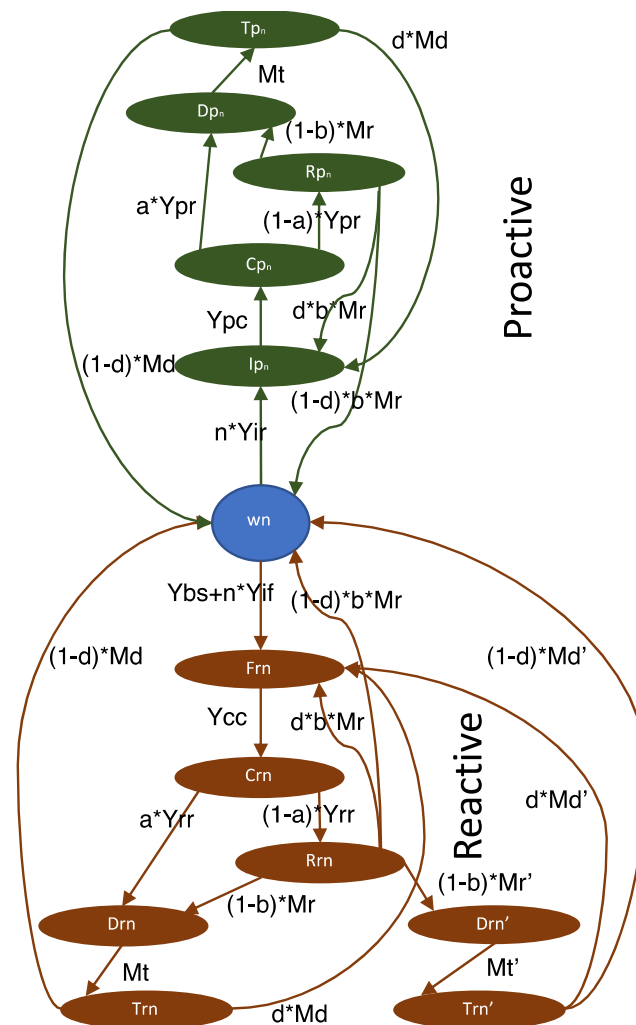 Tpₙ
d*Md
Mt
Dpₙ
(1-b)*Mr
Rpₙ
a*Ypr
(1-a)*Ypr
Proactive
Cpₙ
d*b*Mr
Ypc
(1-d)*Md
Ipₙ
(1-d)*b*Mr
n*Yir
wn
Ybs+n*Yif
(1-d)*b*Mr
(1-d)*Md
(1-d)*Md’
Frn
Ycc
d*b*Mr
Crn
Reactive
d*Md’
a*Yrr
(1-a)*Yrr
Rrn
(1-b)*Mr
(1-b)*Mr’
Drn
Drn’
Mt
Mt’
Trn
d*Md
Trn’